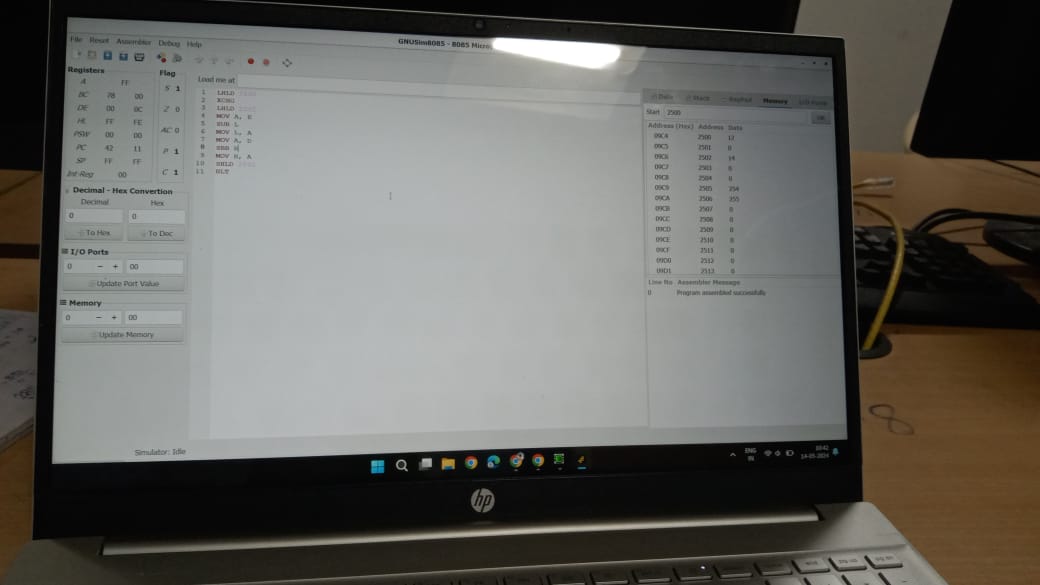 GNUSim8085 - 8085 Micro
File Reset Assembler Debug Help
Registers
A FF
BC 78 00
DE 00 0C
HL FF FE
PSW 00 00
PC 42 11
SP FF FF
Int-Reg 00
Flag
S 1
Z 0
AC 0
P 1
C 1
Decimal - Hex Convertion
Decimal Hex
0 0
To Hex To Dec
I/O Ports
0 - + 00
Update Port Value
Memory
0 - + 00
Update Memory
Simulator: Idle
Load me at
1 LHLD
2 XCHG
3 LHLD
4 MOV A, E
5 SUB L
6 MOV L, A
7 MOV A, D
8 SBB H
9 MOV H, A
10 SHLD
11 HLT
Data Stack KeyPad Memory I/O Ports
Start 2500 OK
Address (Hex) Address Data
09C4 2500 12
09C5 2501 0
09C6 2502 14
09C7 2503 0
09C8 2504 0
09C9 2505 254
09CA 2506 255
09CB 2507 0
09CC 2508 0
09CD 2509 0
09CE 2510 0
09CF 2511 0
09D0 2512 0
09D1 2513 0
Line No Assembler Message
0 Program assembled successfully
ENG
IN
14-05-2024
hp